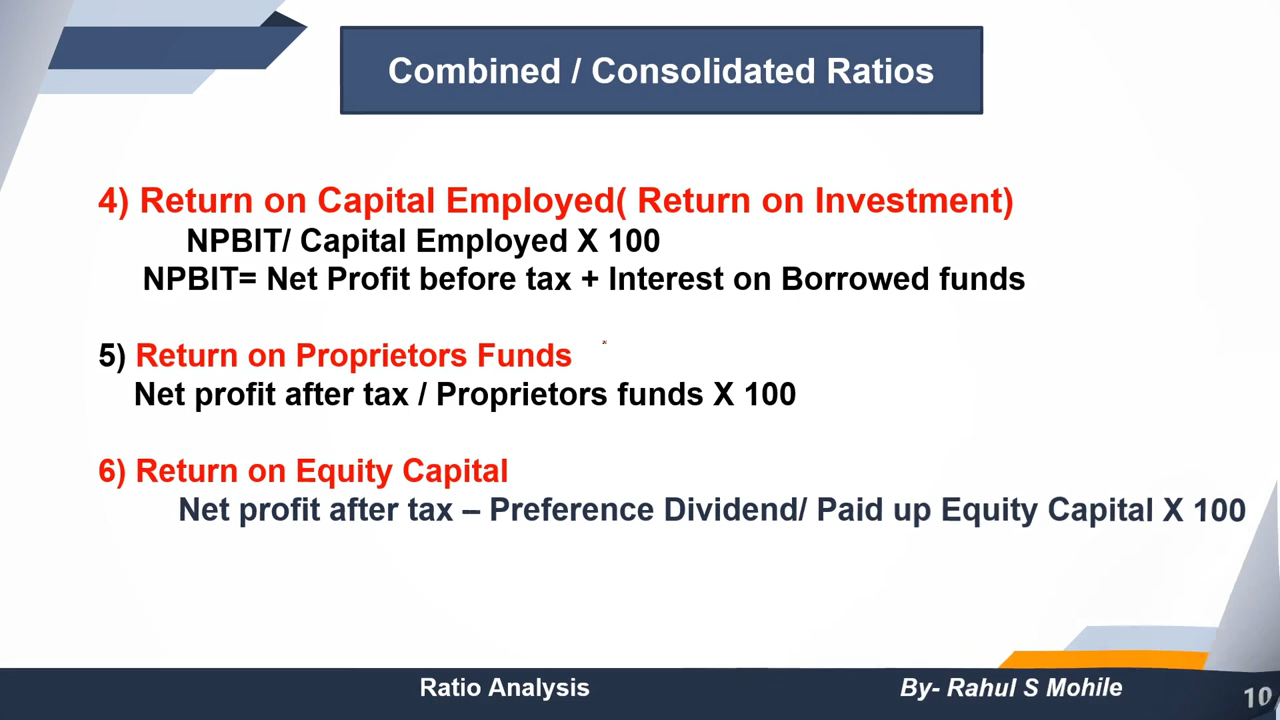 Combined / Consolidated Ratios
4) Return on Capital Employed( Return on Investment)
NPBIT/ Capital Employed X 100
NPBIT= Net Profit before tax + Interest on Borrowed funds
5) Return on Proprietors Funds
Net profit after tax / Proprietors funds X 100
6) Return on Equity Capital
Net profit after tax – Preference Dividend/ Paid up Equity Capital X 100
Ratio Analysis
By- Rahul S Mohile
10